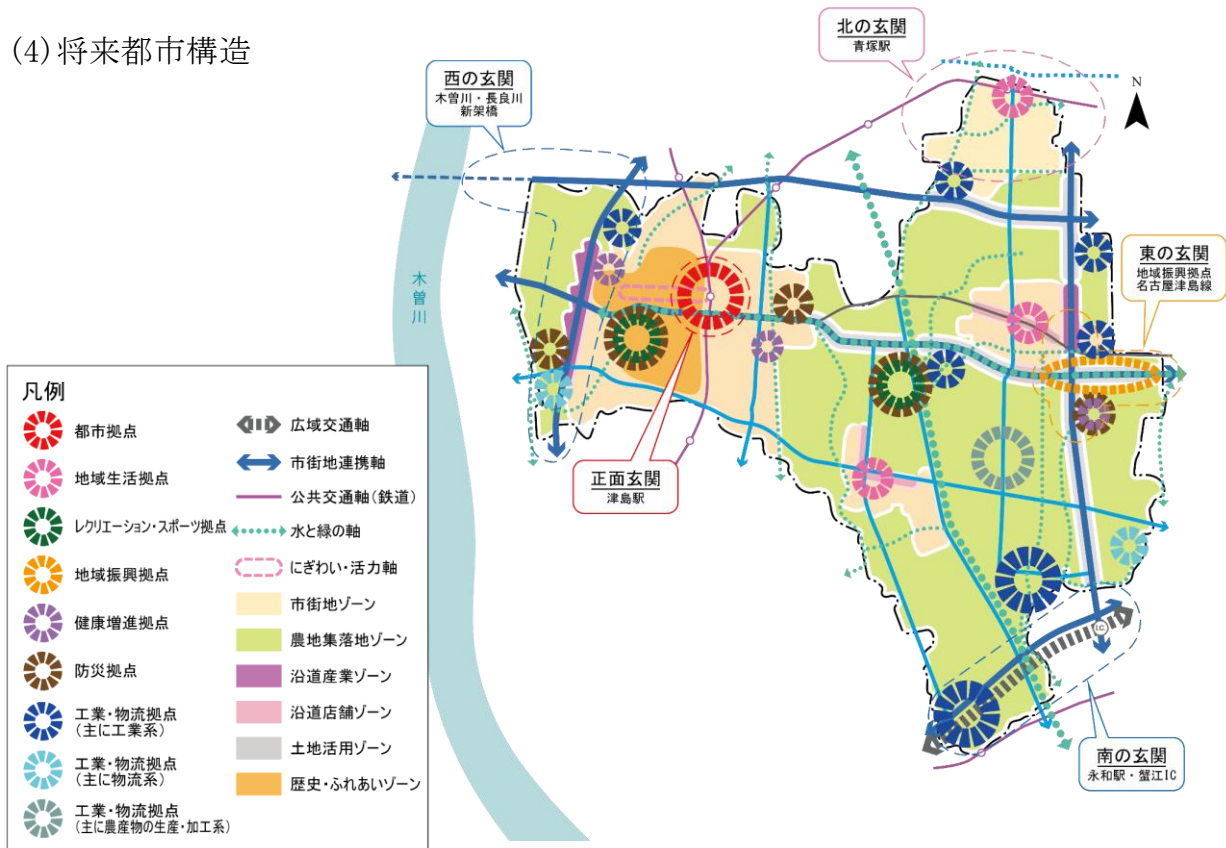 (4)将来都市構造
北の玄関
青塚駅
西の玄関
木曽川・長良川
新架橋
N
東の玄関
地域振興拠点
名古屋津島線
木曽川
正面玄関
津島駅
I.C.
南の玄関
永和駅・蟹江IC
凡例
都市拠点
地域生活拠点
レクリエーション・スポーツ拠点
地域振興拠点
健康増進拠点
防災拠点
工業・物流拠点
(主に工業系)
工業・物流拠点
(主に物流系)
工業・物流拠点
(主に農産物の生産・加工系)
広域交通軸
市街地連携軸
公共交通軸(鉄道)
水と緑の軸
にぎわい・活力軸
市街地ゾーン
農地集落地ゾーン
沿道産業ゾーン
沿道店舗ゾーン
土地活用ゾーン
歴史・ふれあいゾーン